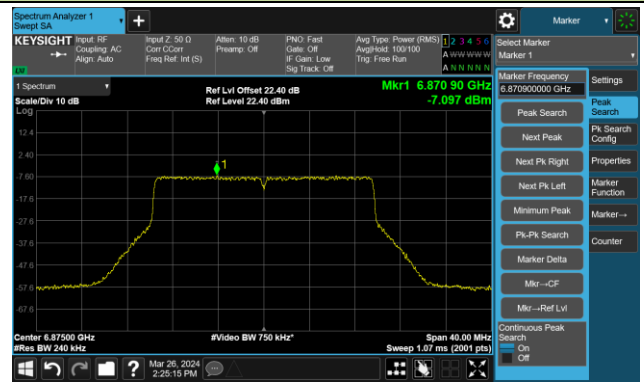 Spectrum Analyzer 1
Swept SA
Marker
KEYSIGHT
Input: RF
Coupling: AC
Align: Auto
Input Z: 50 Ω
Corr CCorr
Freq Ref: Int (S)
Atten: 10 dB
Preamp: Off
PNO: Fast
Gate: Off
IF Gain: Low
Sig Track: Off
Avg Type: Power (RMS)
Avg|Hold: 100/100
Trig: Free Run
1 2 3 4 5 6
A W W W W W
A N N N N N
Select Marker
Marker 1
1 Spectrum
Scale/Div 10 dB
Log
Ref Lvl Offset 22.40 dB
Ref Level 22.40 dBm
Mkr1 6.870 90 GHz
-7.097 dBm
12.4
2.40
-7.60
-17.6
-27.6
-37.6
-47.6
-57.6
-67.6
1
Center 6.87500 GHz
#Res BW 240 kHz
#Video BW 750 kHz*
Span 40.00 MHz
Sweep 1.07 ms (2001 pts)
Marker Frequency
6.870900000 GHz
Peak Search
Next Peak
Next Pk Right
Next Pk Left
Minimum Peak
Pk-Pk Search
Marker Delta
Mkr→CF
Mkr→Ref Lvl
Continuous Peak
Search
On
Off
Settings
Peak
Search
Pk Search
Config
Properties
Marker
Function
Marker→
Counter
Mar 26, 2024
2:25:15 PM